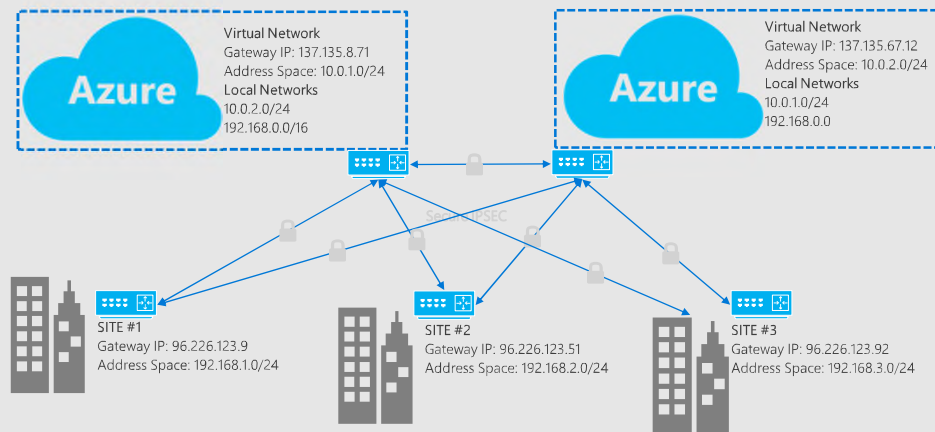 Azure
Virtual Network
Gateway IP: 137.135.8.71
Address Space: 10.0.1.0/24
Local Networks
10.0.2.0/24
192.168.0.0/16
Azure
Virtual Network
Gateway IP: 137.135.67.12
Address Space: 10.0.2.0/24
Local Networks
10.0.1.0/24
192.168.0.0
Secure IPSEC
SITE #1
Gateway IP: 96.226.123.9
Address Space: 192.168.1.0/24
SITE #2
Gateway IP: 96.226.123.51
Address Space: 192.168.2.0/24
SITE #3
Gateway IP: 96.226.123.92
Address Space: 192.168.3.0/24